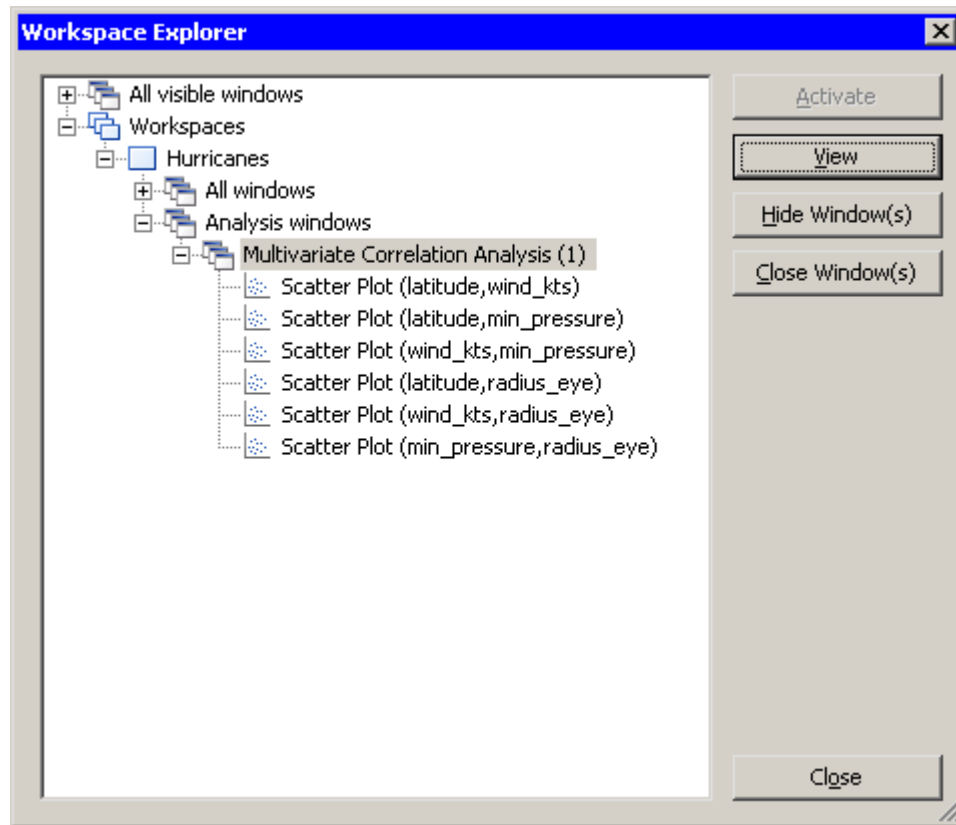 Workspace Explorer
All visible windows
Workspaces
Hurricanes
All windows
Analysis windows
Multivariate Correlation Analysis (1)
Scatter Plot (latitude,wind_kts)
Scatter Plot (latitude,min_pressure)
Scatter Plot (wind_kts,min_pressure)
Scatter Plot (latitude,radius_eye)
Scatter Plot (wind_kts,radius_eye)
Scatter Plot (min_pressure,radius_eye)
Activate
View
Hide Window(s)
Close Window(s)
Close